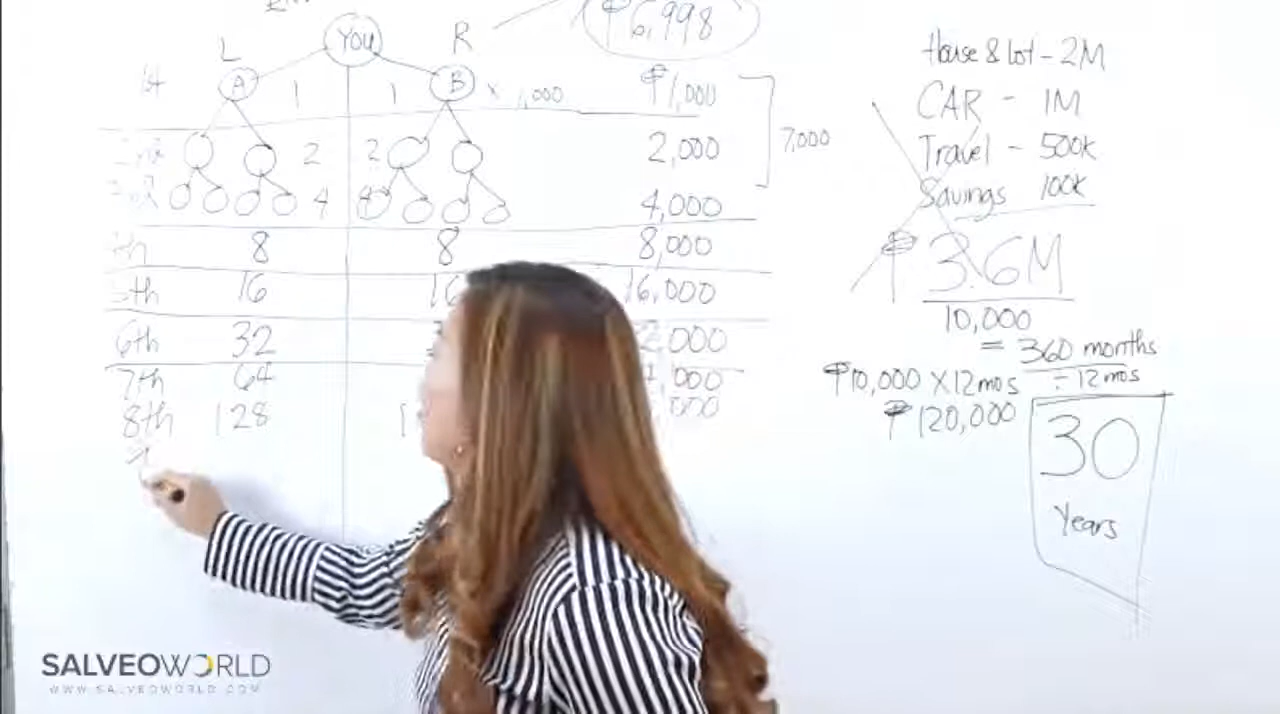 ₱6,998
L YOU R
1st A 1 1 B x 1,000 ₱1,000
2 2 2,000 7,000
4 4 4,000
8 8 8,000
5th 16 16 16,000
6th 32 2,000
7th 64 ,000
8th 128 1 ,000
House & Lot - 2M
CAR - 1M
Travel - 500k
Savings 100k
₱ 3.6M
10,000
= 360 months
÷ 12 mos
₱10,000 X 12 mos
₱120,000
30
Years
SALVEOWORLD
WWW.SALVEOWORLD.COM